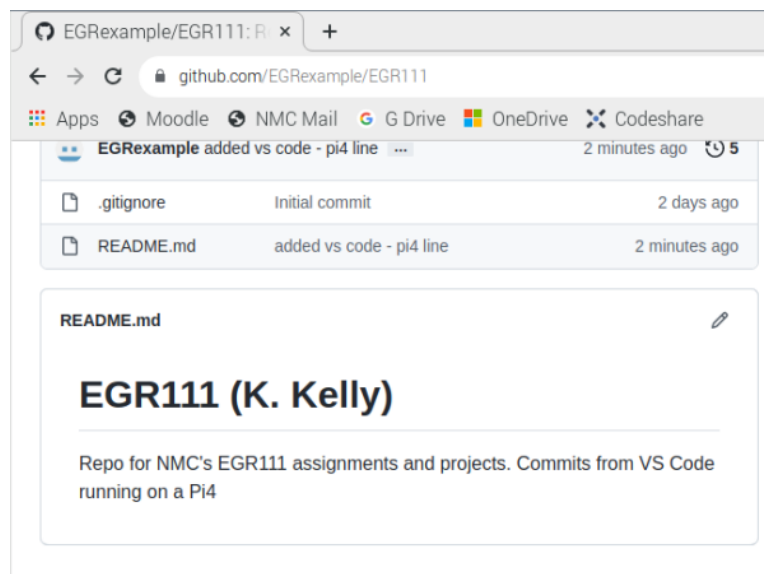 EGRexample/EGR111: R
github.com/EGRexample/EGR111
Apps Moodle NMC Mail G Drive OneDrive Codeshare
EGRexample added vs code - pi4 line ... 2 minutes ago 5
.gitignore Initial commit 2 days ago
README.md added vs code - pi4 line 2 minutes ago
README.md
EGR111 (K. Kelly)
Repo for NMC's EGR111 assignments and projects. Commits from VS Code
running on a Pi4